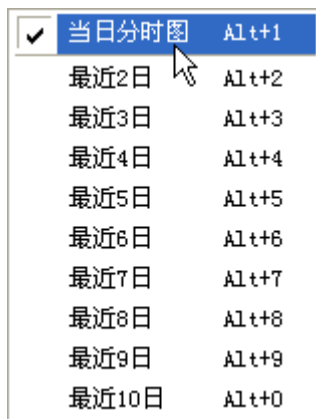 当日分时图 Alt+1
最近2日 Alt+2
最近3日 Alt+3
最近4日 Alt+4
最近5日 Alt+5
最近6日 Alt+6
最近7日 Alt+7
最近8日 Alt+8
最近9日 Alt+9
最近10日 Alt+0